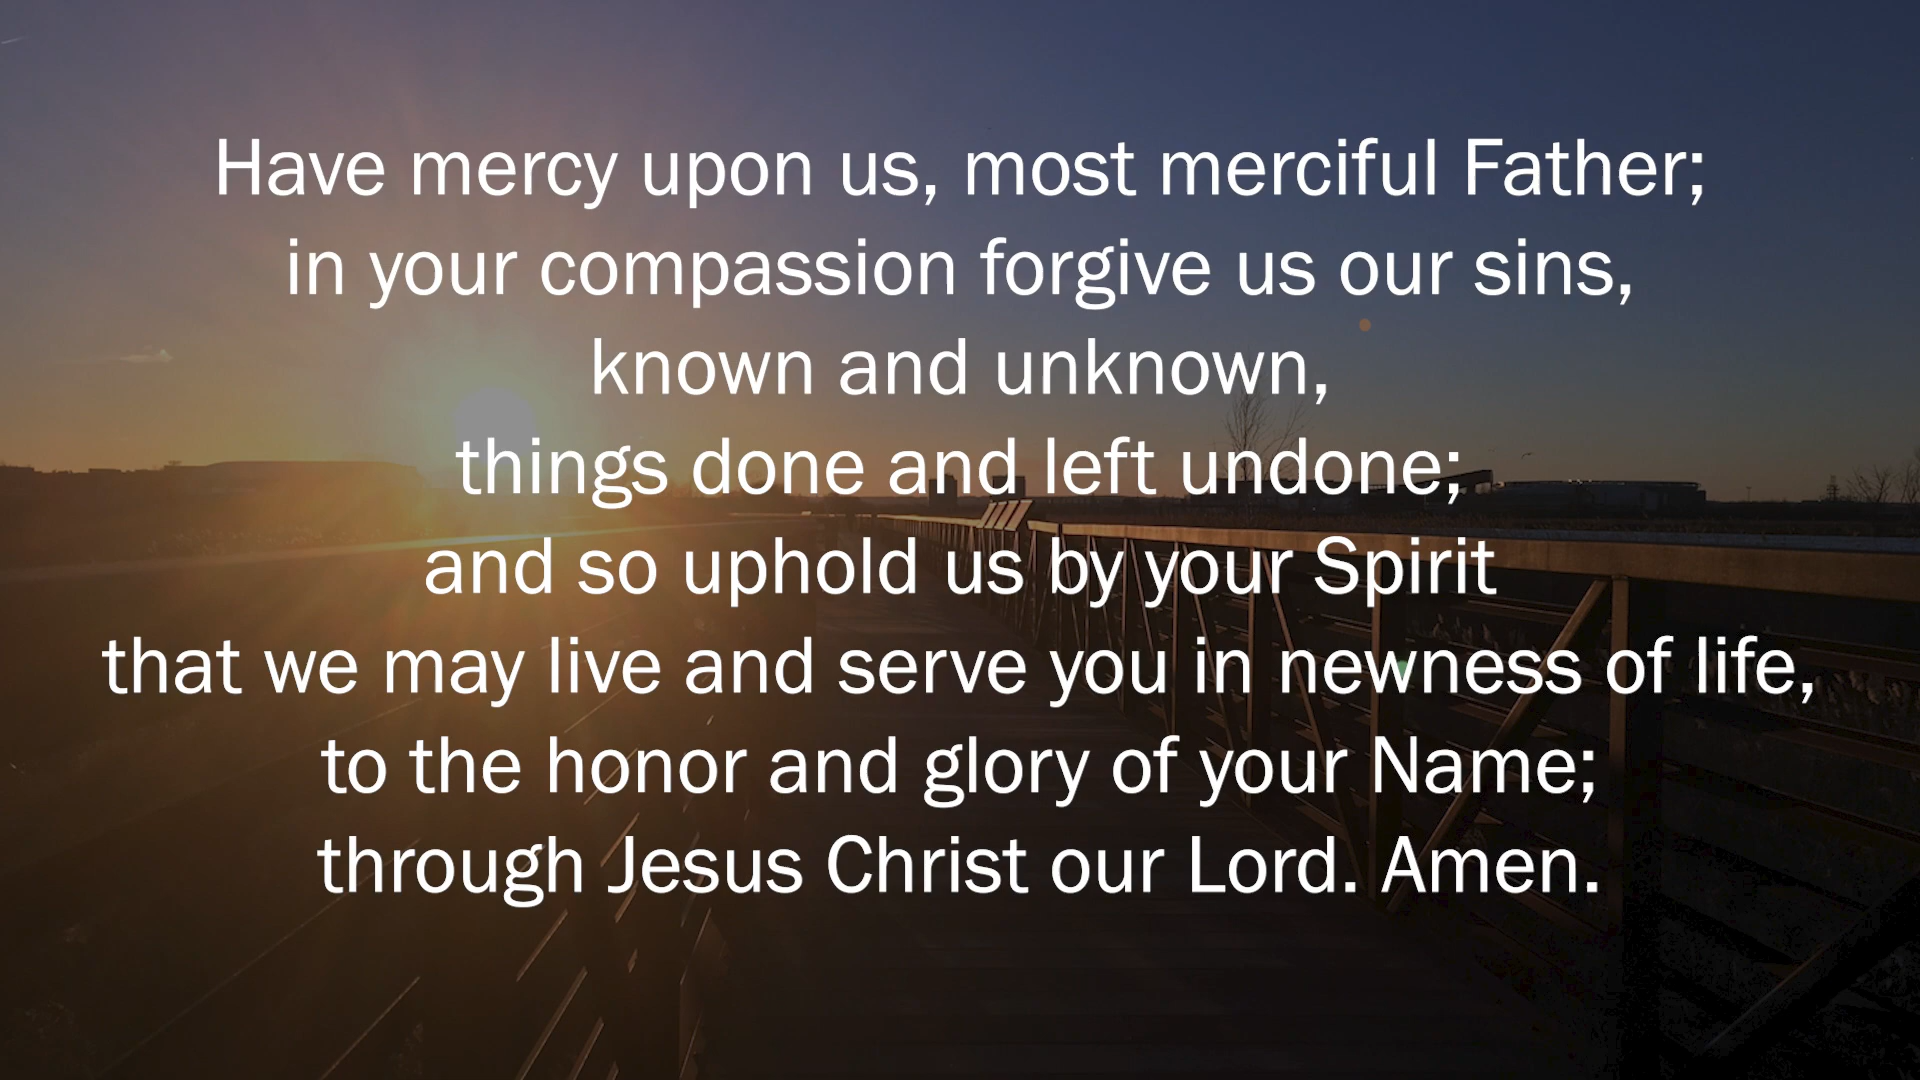 Have mercy upon us, most merciful Father;
in your compassion forgive us our sins,
known and unknown,
things done and left undone;
and so uphold us by your Spirit
that we may live and serve you in newness of life,
to the honor and glory of your Name;
through Jesus Christ our Lord. Amen.